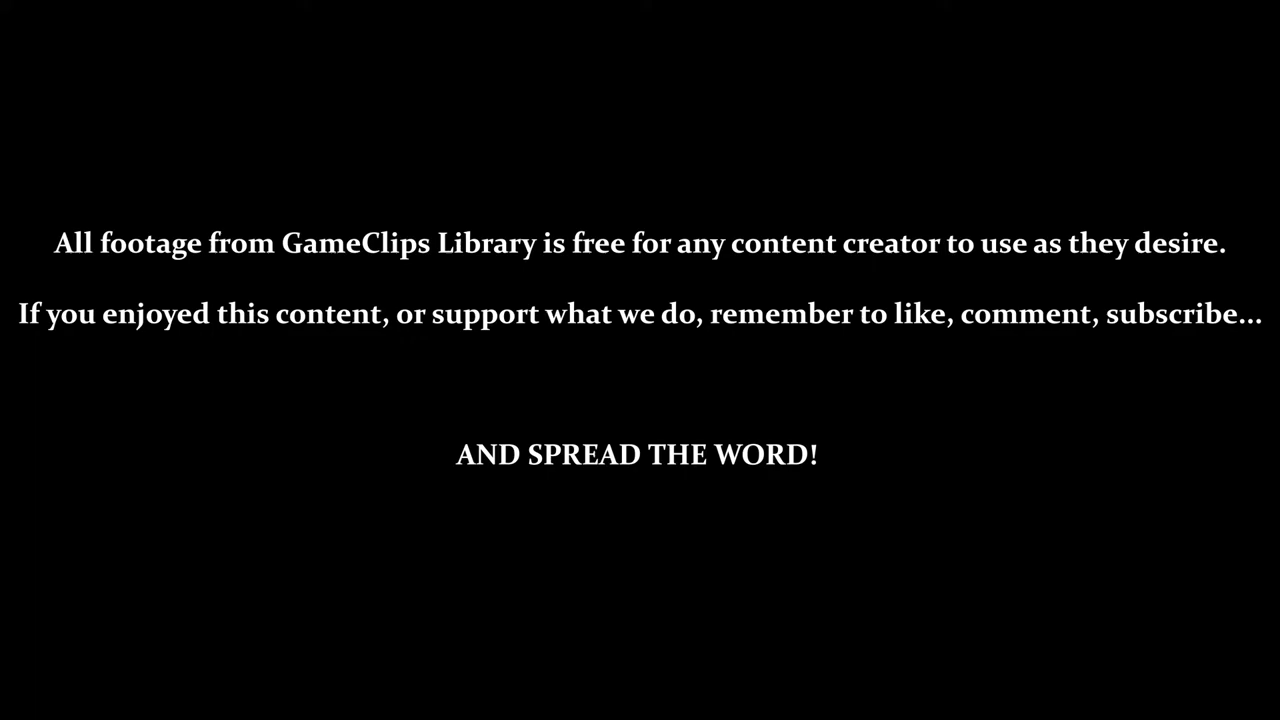 All footage from GameClips Library is free for any content creator to use as they desire.
If you enjoyed this content, or support what we do, remember to like, comment, subscribe...
AND SPREAD THE WORD!